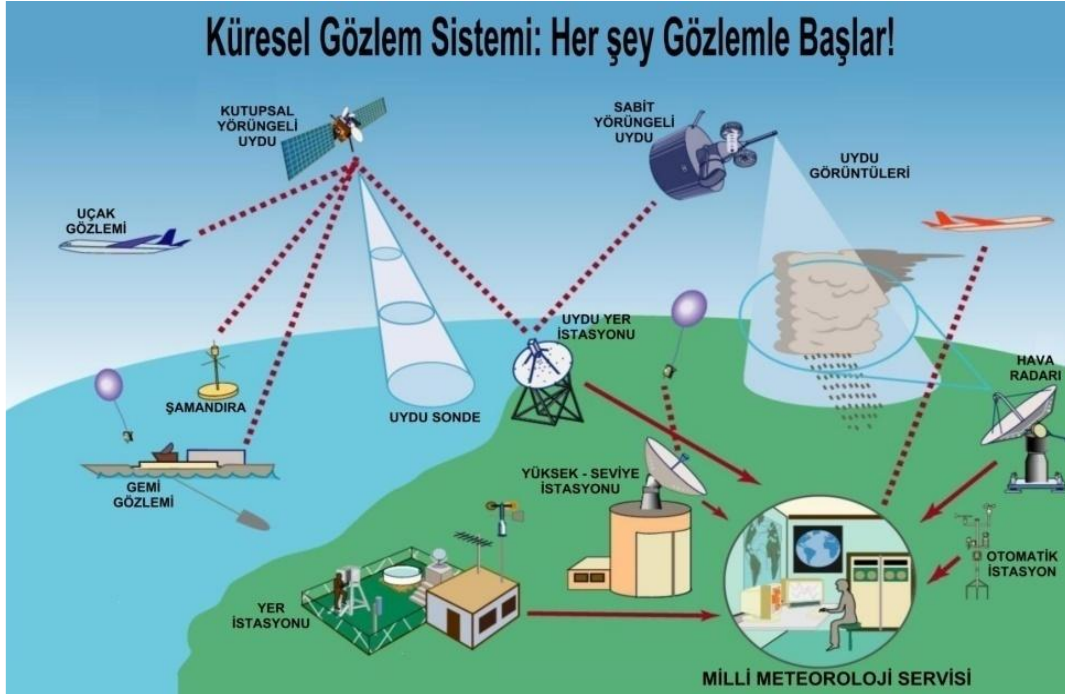 Küresel Gözlem Sistemi: Her şey Gözlemle Başlar!
KUTUPSAL
YÖRÜNGELİ
UYDU
SABİT
YÖRÜNGELİ
UYDU
UYDU
GÖRÜNTÜLERİ
UÇAK
GÖZLEMİ
UYDU YER
İSTASYONU
HAVA
RADARI
ŞAMANDIRA
UYDU SONDE
GEMİ
GÖZLEMİ
YÜKSEK - SEVİYE
İSTASYONU
OTOMATİK
İSTASYON
YER
İSTASYONU
MİLLİ METEOROLOJİ SERVİSİ